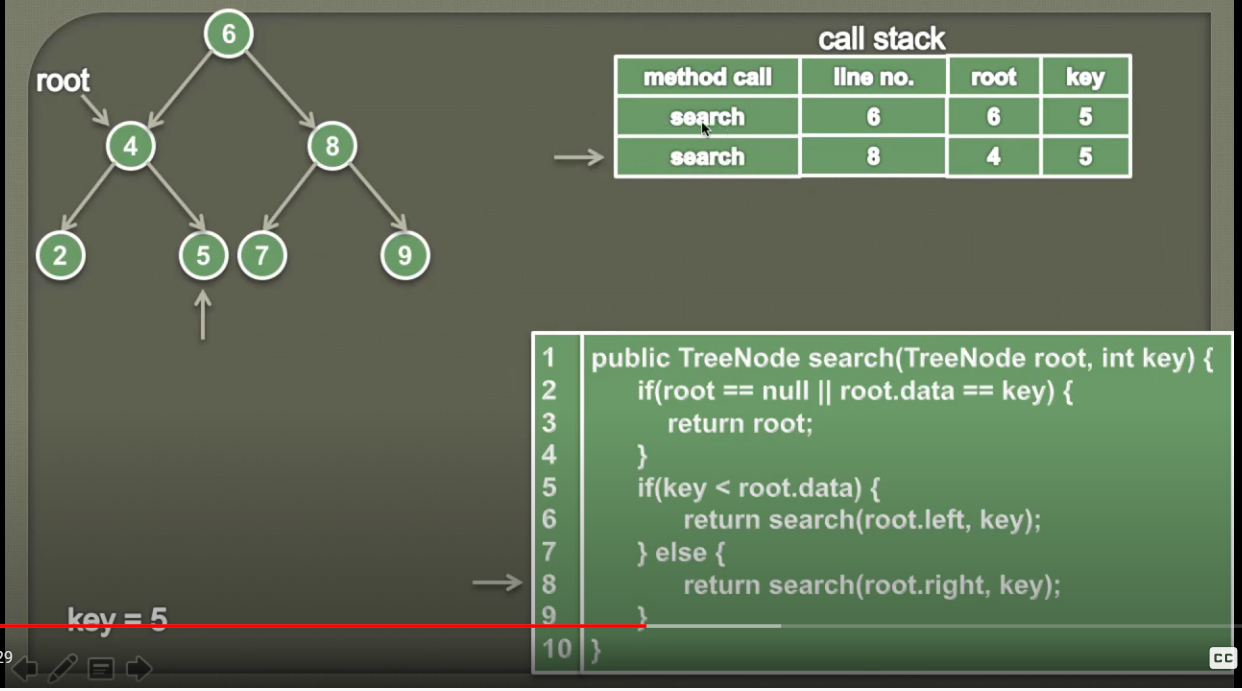 6
root
4
8
2
5
7
9
call stack
method call line no. root key
search 6 6 5
search 8 4 5
1 public TreeNode search(TreeNode root, int key) {
2 if(root == null || root.data == key) {
3 return root;
4 }
5 if(key < root.data) {
6 return search(root.left, key);
7 } else {
8 return search(root.right, key);
9 }
10 }
key = 5
29
CC